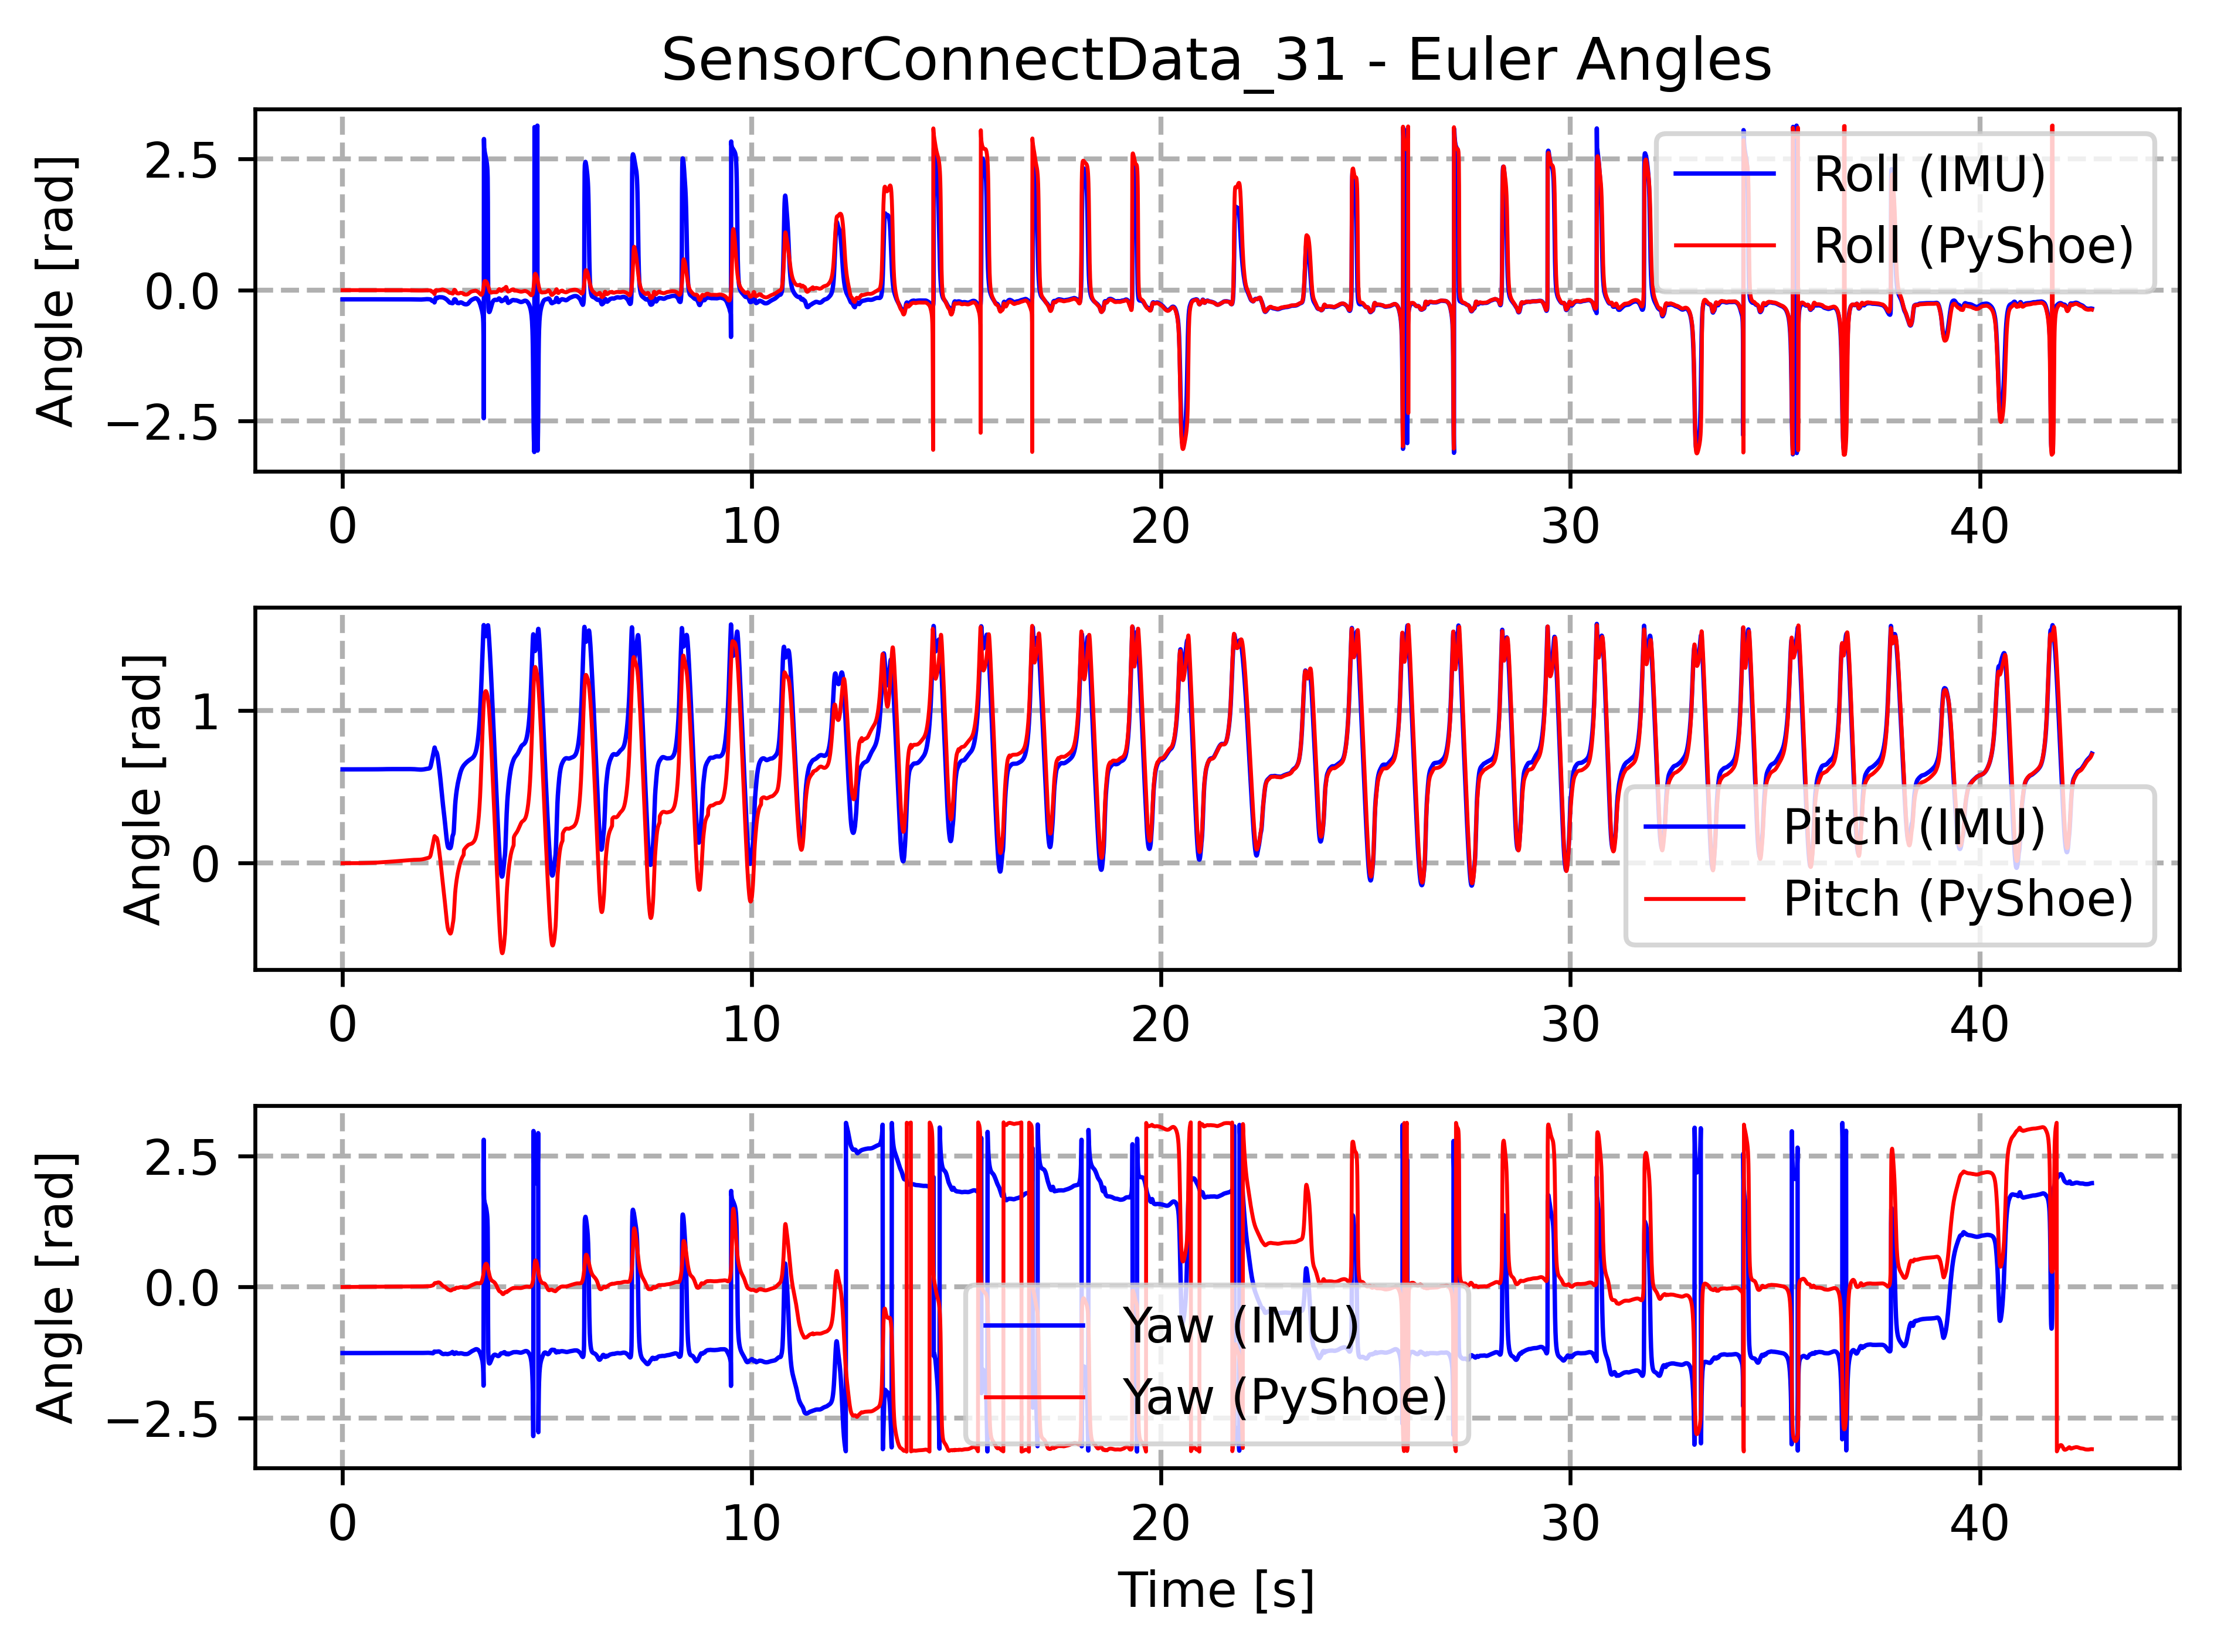 SensorConnectData_31 - Euler Angles
Angle [rad]
2.5
0.0
−2.5
Roll (IMU)
Roll (PyShoe)
0 10 20 30 40
Angle [rad]
1
0
Pitch (IMU)
Pitch (PyShoe)
0 10 20 30 40
Angle [rad]
2.5
0.0
−2.5
Yaw (IMU)
Yaw (PyShoe)
0 10 20 30 40
Time [s]